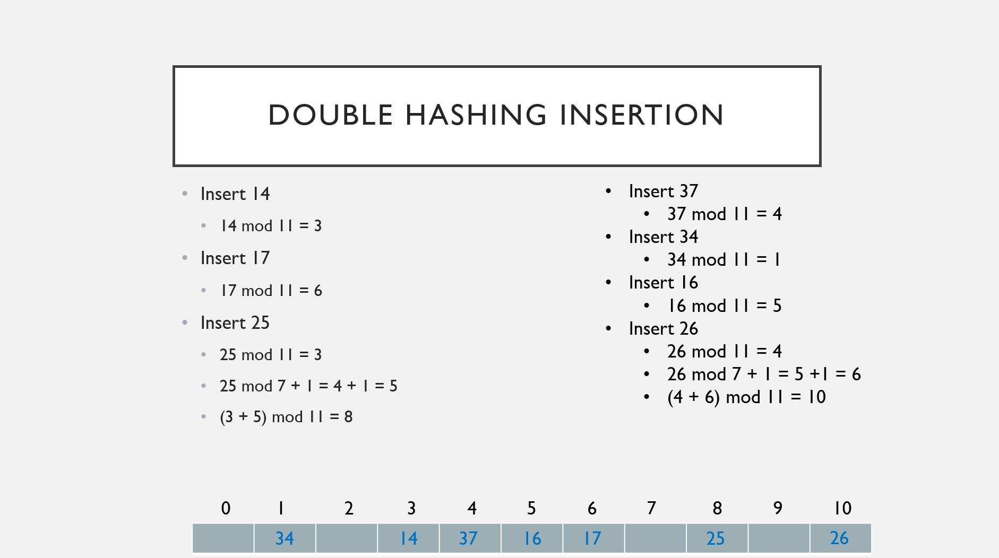 DOUBLE HASHING INSERTION
• Insert 14
• 14 mod 11 = 3
• Insert 17
• 17 mod 11 = 6
• Insert 25
• 25 mod 11 = 3
• 25 mod 7 + 1 = 4 + 1 = 5
• (3 + 5) mod 11 = 8
• Insert 37
• 37 mod 11 = 4
• Insert 34
• 34 mod 11 = 1
• Insert 16
• 16 mod 11 = 5
• Insert 26
• 26 mod 11 = 4
• 26 mod 7 + 1 = 5 +1 = 6
• (4 + 6) mod 11 = 10
0 1 2 3 4 5 6 7 8 9 10
34 14 37 16 17 25 26